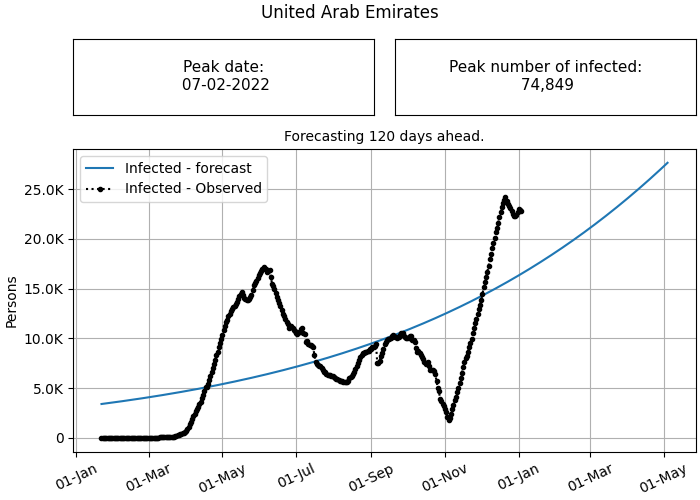 United Arab Emirates
Peak date:
07-02-2022
Peak number of infected:
74,849
Forecasting 120 days ahead.
Infected - forecast
Infected - Observed
25.0K
20.0K
15.0K
10.0K
5.0K
0
Persons
01-Jan
01-Mar
01-May
01-Jul
01-Sep
01-Nov
01-Jan
01-Mar
01-May